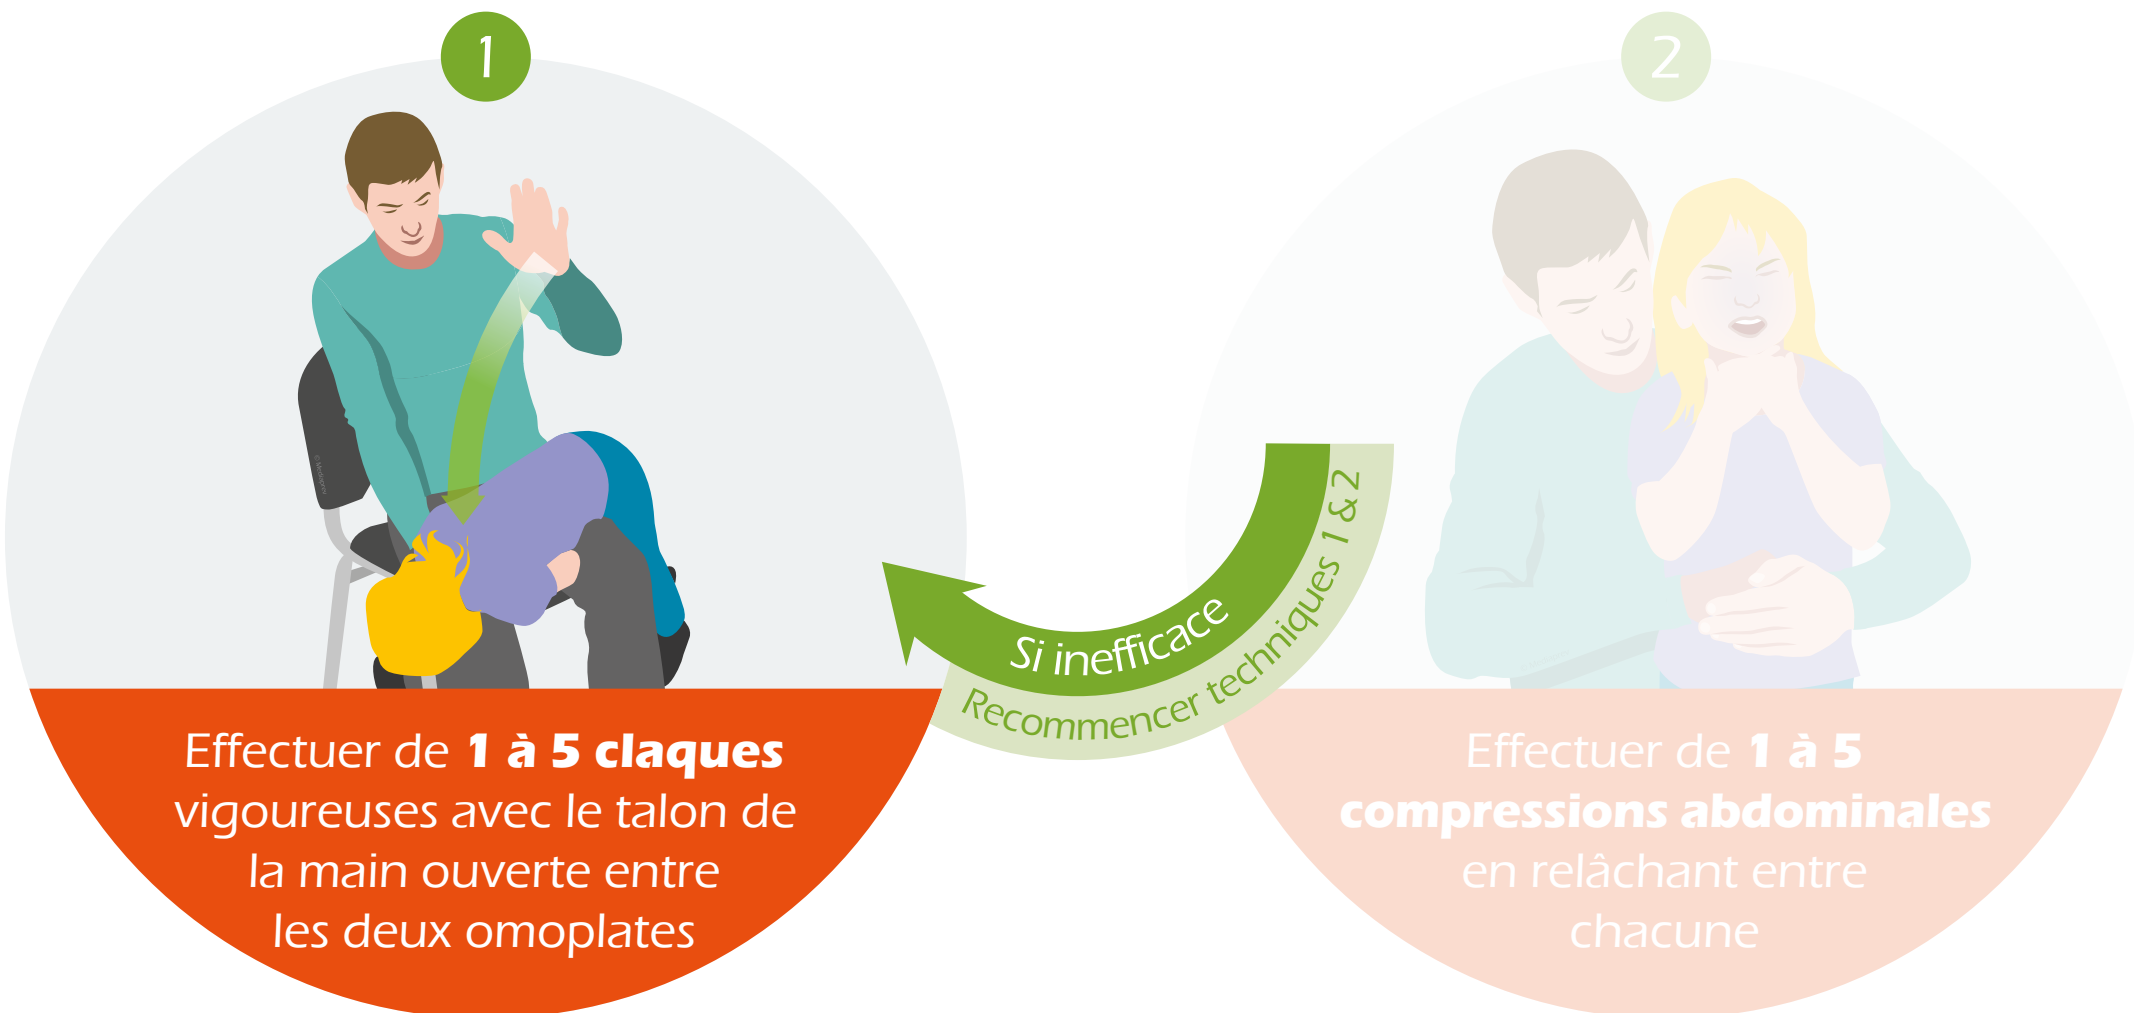 1
Effectuer de 1 à 5 claques
vigoureuses avec le talon de
la main ouverte entre
les deux omoplates
Si inefficace
Recommencer techniques 1 & 2
2
Effectuer de 1 à 5
compressions abdominales
en relâchant entre
chacune